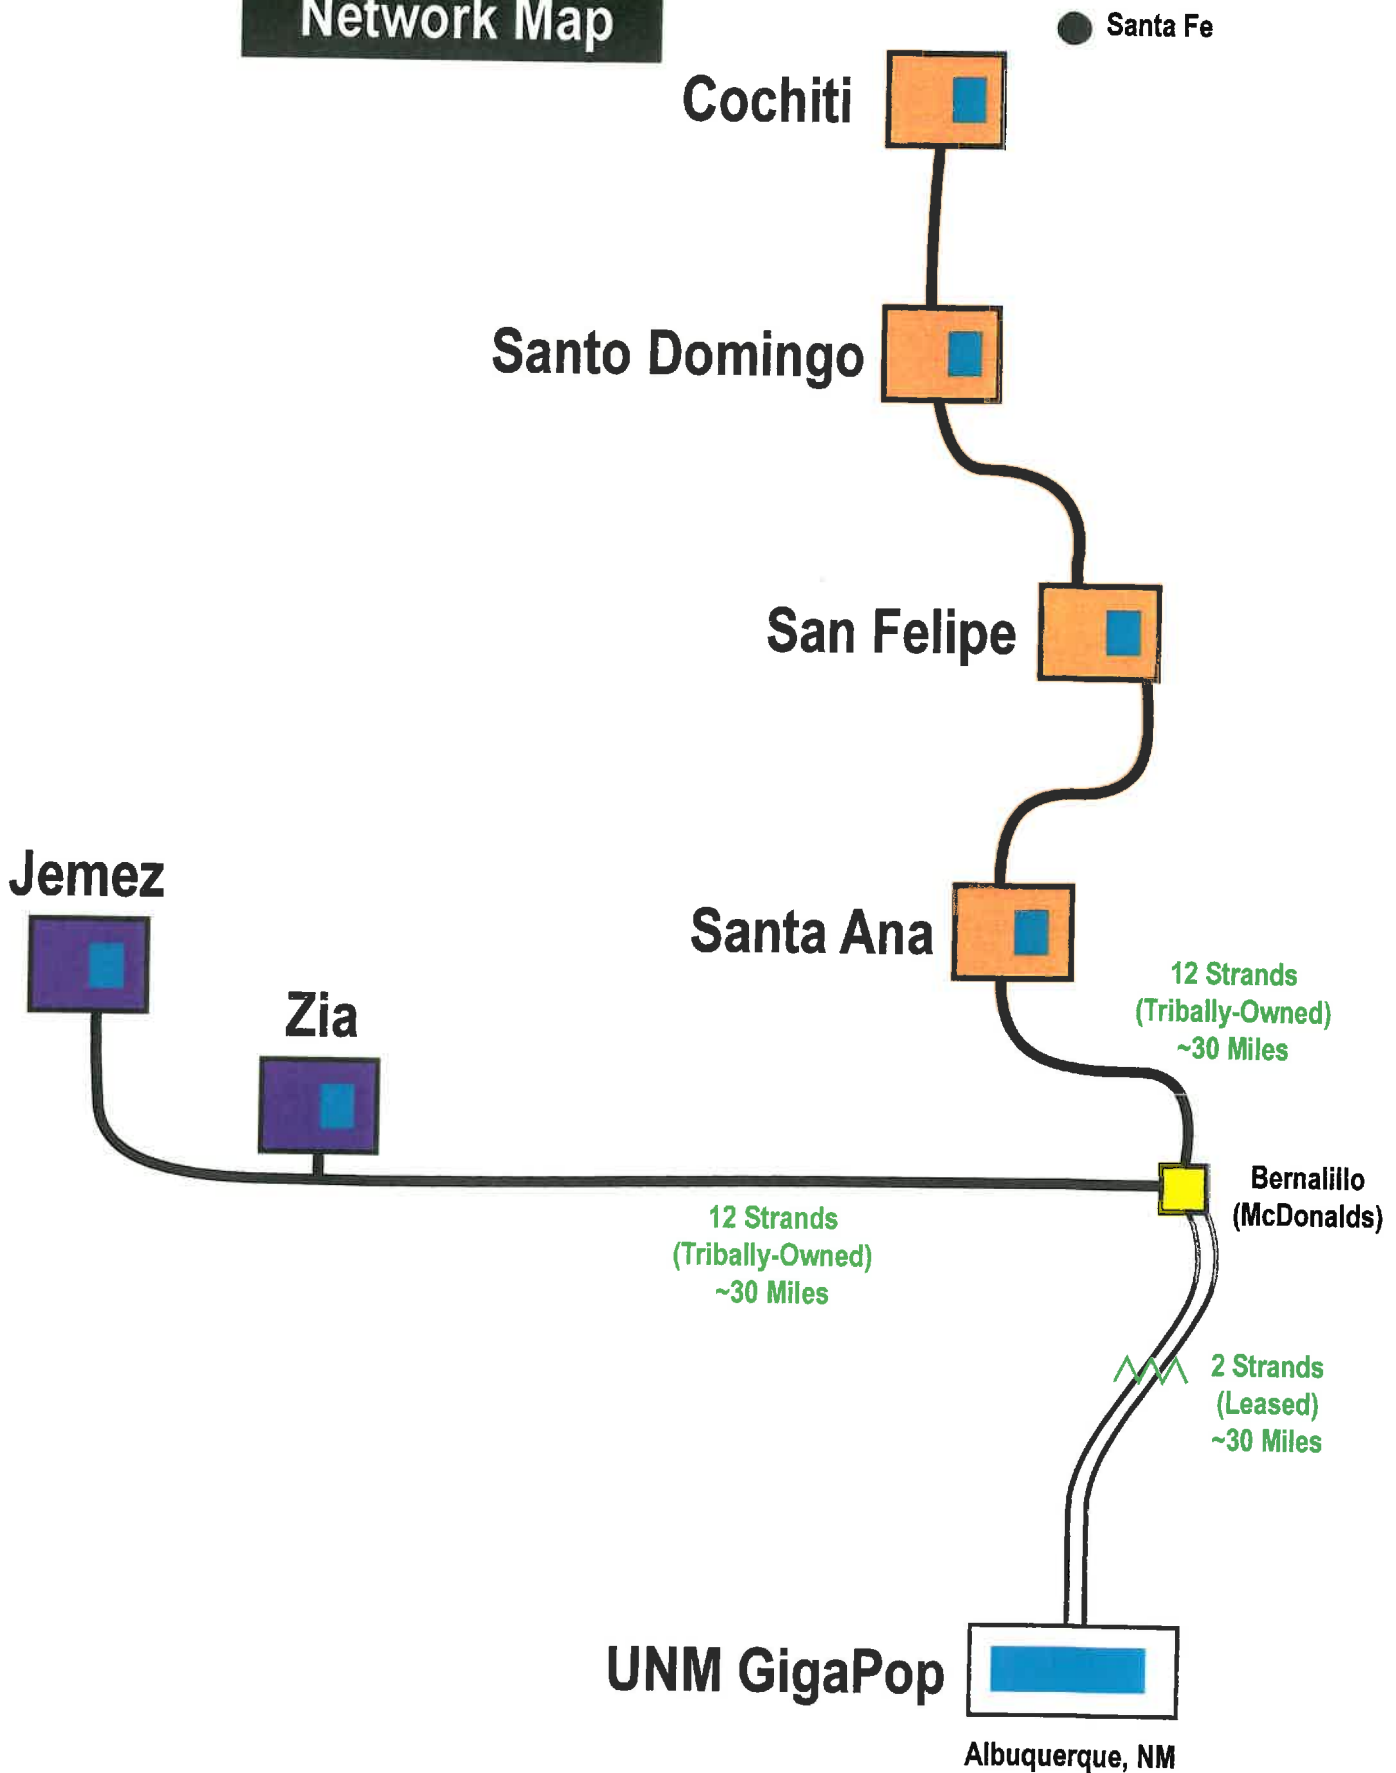 Network Map
Santa Fe
Cochiti
Santo Domingo
San Felipe
Jemez
Santa Ana
12 Strands
(Tribally-Owned)
~30 Miles
Zia
Bernalillo
(McDonalds)
12 Strands
(Tribally-Owned)
~30 Miles
2 Strands
(Leased)
~30 Miles
UNM GigaPop
Albuquerque, NM